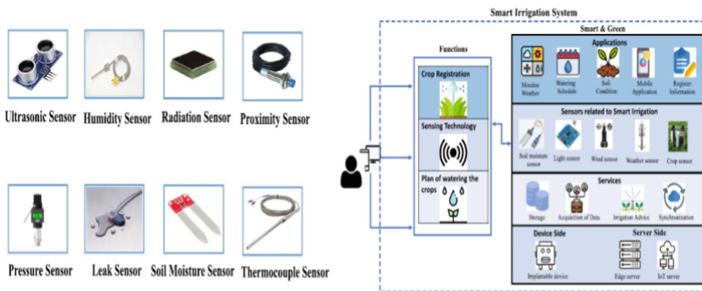 Ultrasonic Sensor
Humidity Sensor
Radiation Sensor
Proximity Sensor
Pressure Sensor
Leak Sensor
Soil Moisture Sensor
Thermocouple Sensor
Smart Irrigation System
Functions
Crop Registration
Sensing Technology
Plan of watering the
crops
Smart & Green
Applications
Monitor
Weather
Watering
Schedule
Soil
Condition
Mobile
Application
Register
Information
Sensors related to Smart Irrigation
Soil moisture
sensor
Light sensor
Wind sensor
Weather sensor
Crop sensor
Services
Storage
Acquisition of Data
Irrigation Advice
Synchronization
Device Side
Implantable device
Server Side
Edge server
IoT server